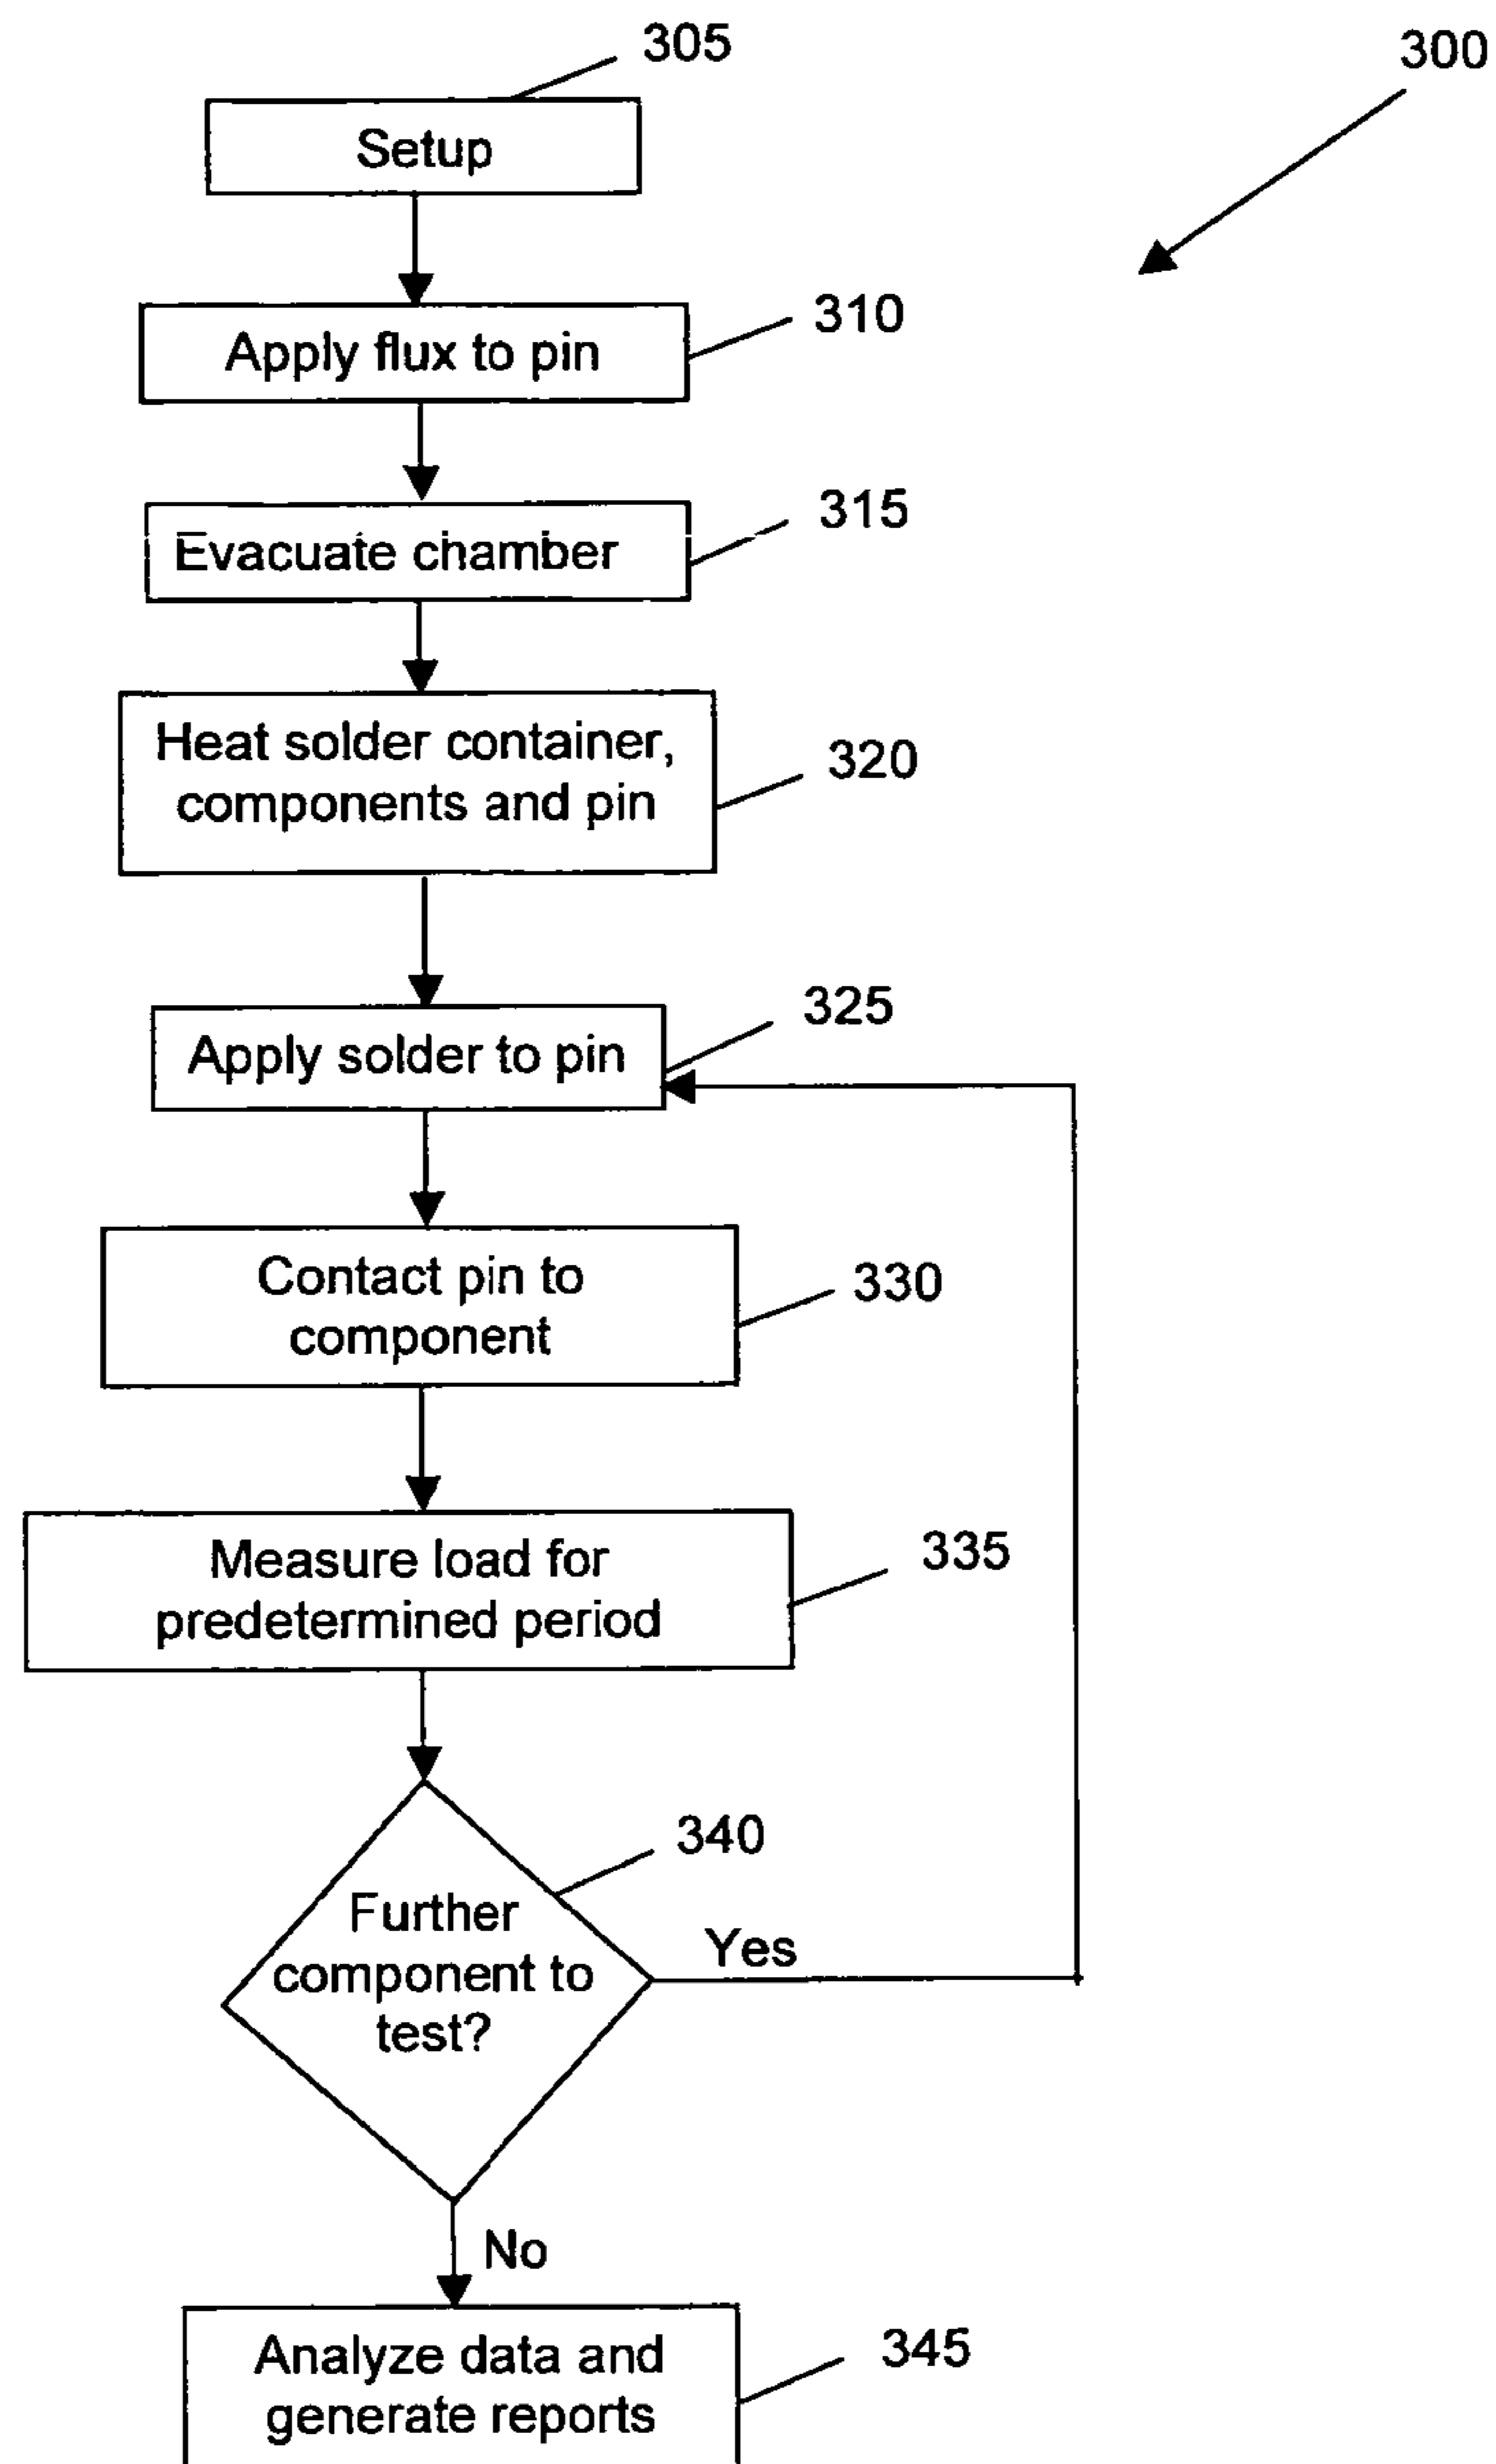 305
300
Setup
310
Apply flux to pin
315
Evacuate chamber
Heat solder container,
components and pin
320
325
Apply solder to pin
Contact pin to
component
330
Measure load for
predetermined period
335
340
Further
component to
test?
Yes
No
Analyze data and
generate reports
345